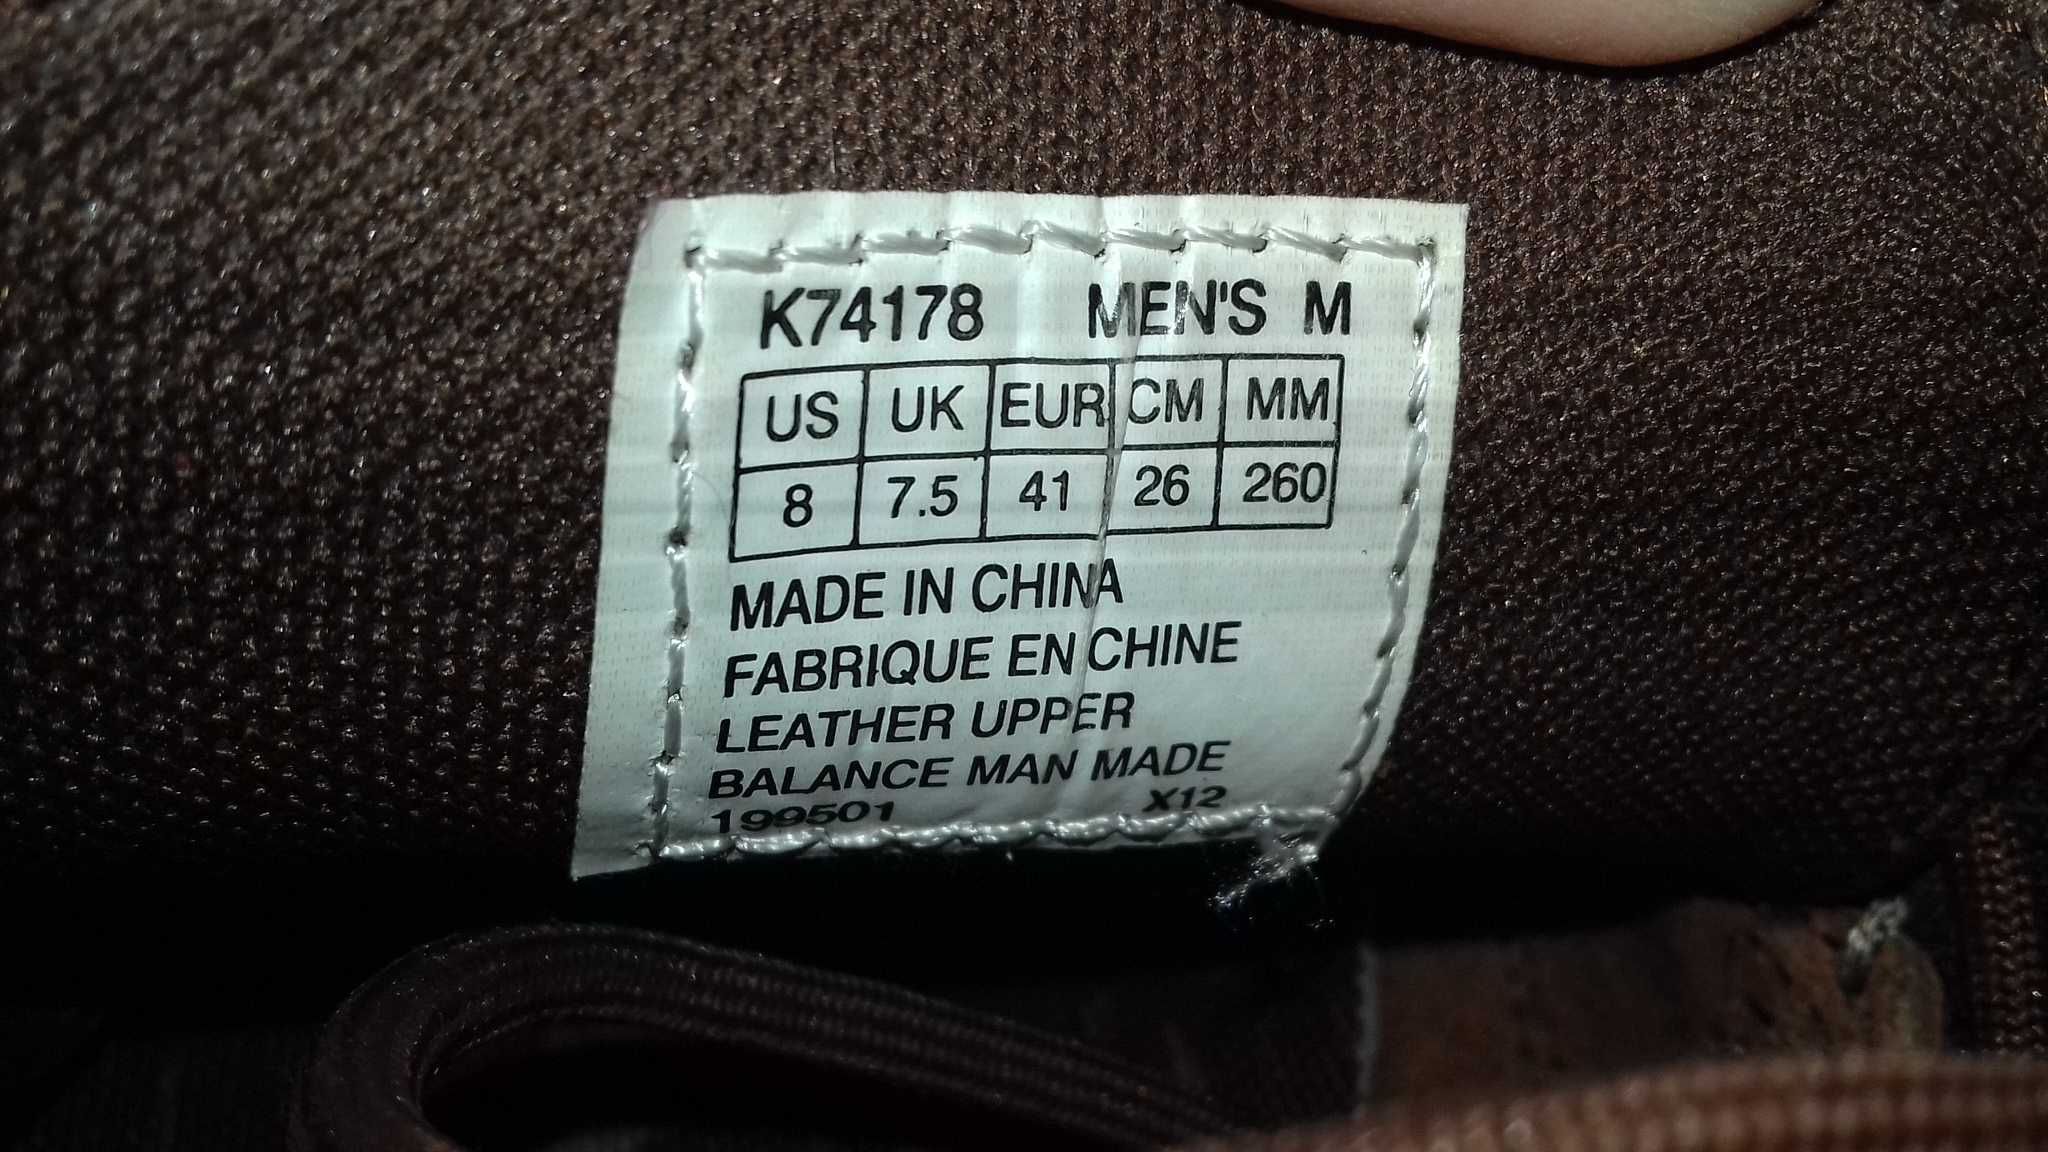 K74178 MEN'S M
US UK EUR CM MM
8 7.5 41 26 260
MADE IN CHINA
FABRIQUE EN CHINE
LEATHER UPPER
BALANCE MAN MADE
199501 X12